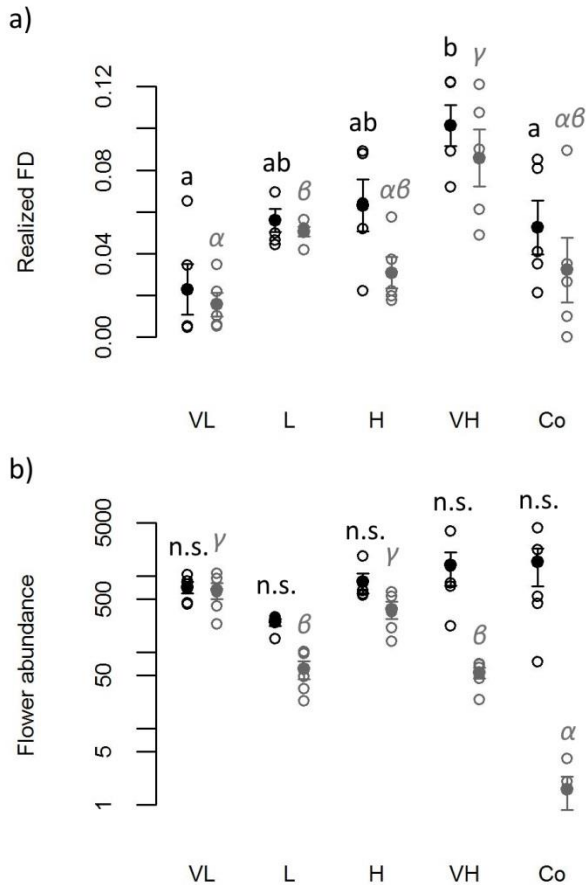 a)
Realized FD
0.12
0.08
0.04
0.00
a
α
ab
β
ab
αβ
b
γ
a
αβ
VL L H VH Co
b)
Flower abundance
5000
500
50
5
1
n.s.
γ
n.s.
β
n.s.
γ
n.s.
β
n.s.
α
VL L H VH Co